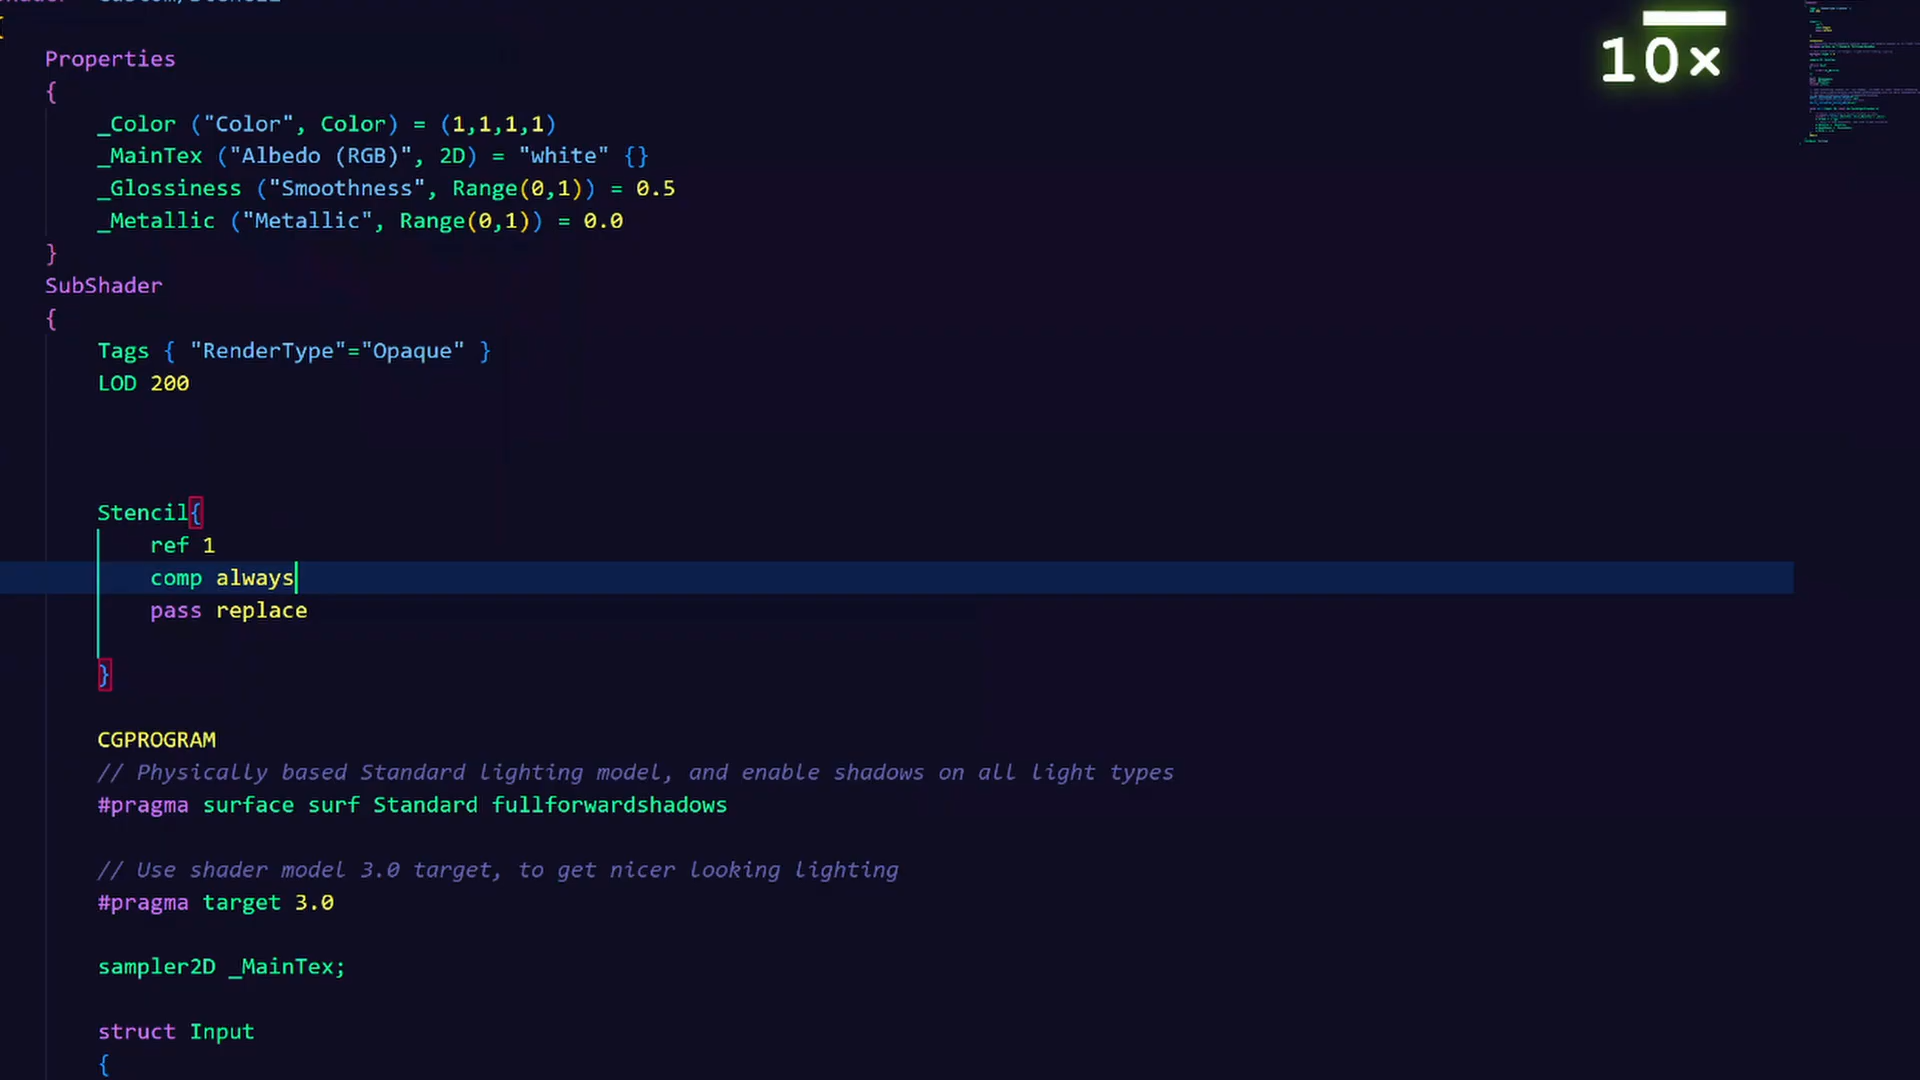 10×
Properties
{
_Color ("Color", Color) = (1,1,1,1)
_MainTex ("Albedo (RGB)", 2D) = "white" {}
_Glossiness ("Smoothness", Range(0,1)) = 0.5
_Metallic ("Metallic", Range(0,1)) = 0.0
}
SubShader
{
Tags { "RenderType"="Opaque" }
LOD 200
Stencil{
ref 1
comp always
pass replace
}
CGPROGRAM
// Physically based Standard lighting model, and enable shadows on all light types
#pragma surface surf Standard fullforwardshadows
// Use shader model 3.0 target, to get nicer looking lighting
#pragma target 3.0
sampler2D _MainTex;
struct Input
{